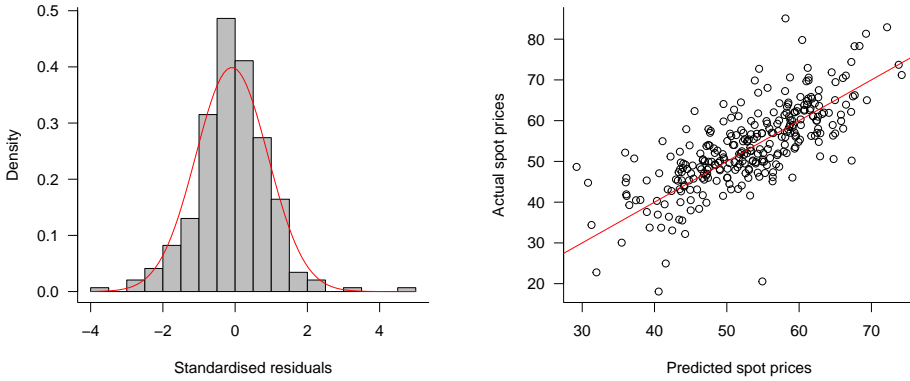 0.5
0.4
0.3
0.2
0.1
0.0
Density
−4 −2 0 2 4
Standardised residuals
80
70
60
50
40
30
20
Actual spot prices
30 40 50 60 70
Predicted spot prices